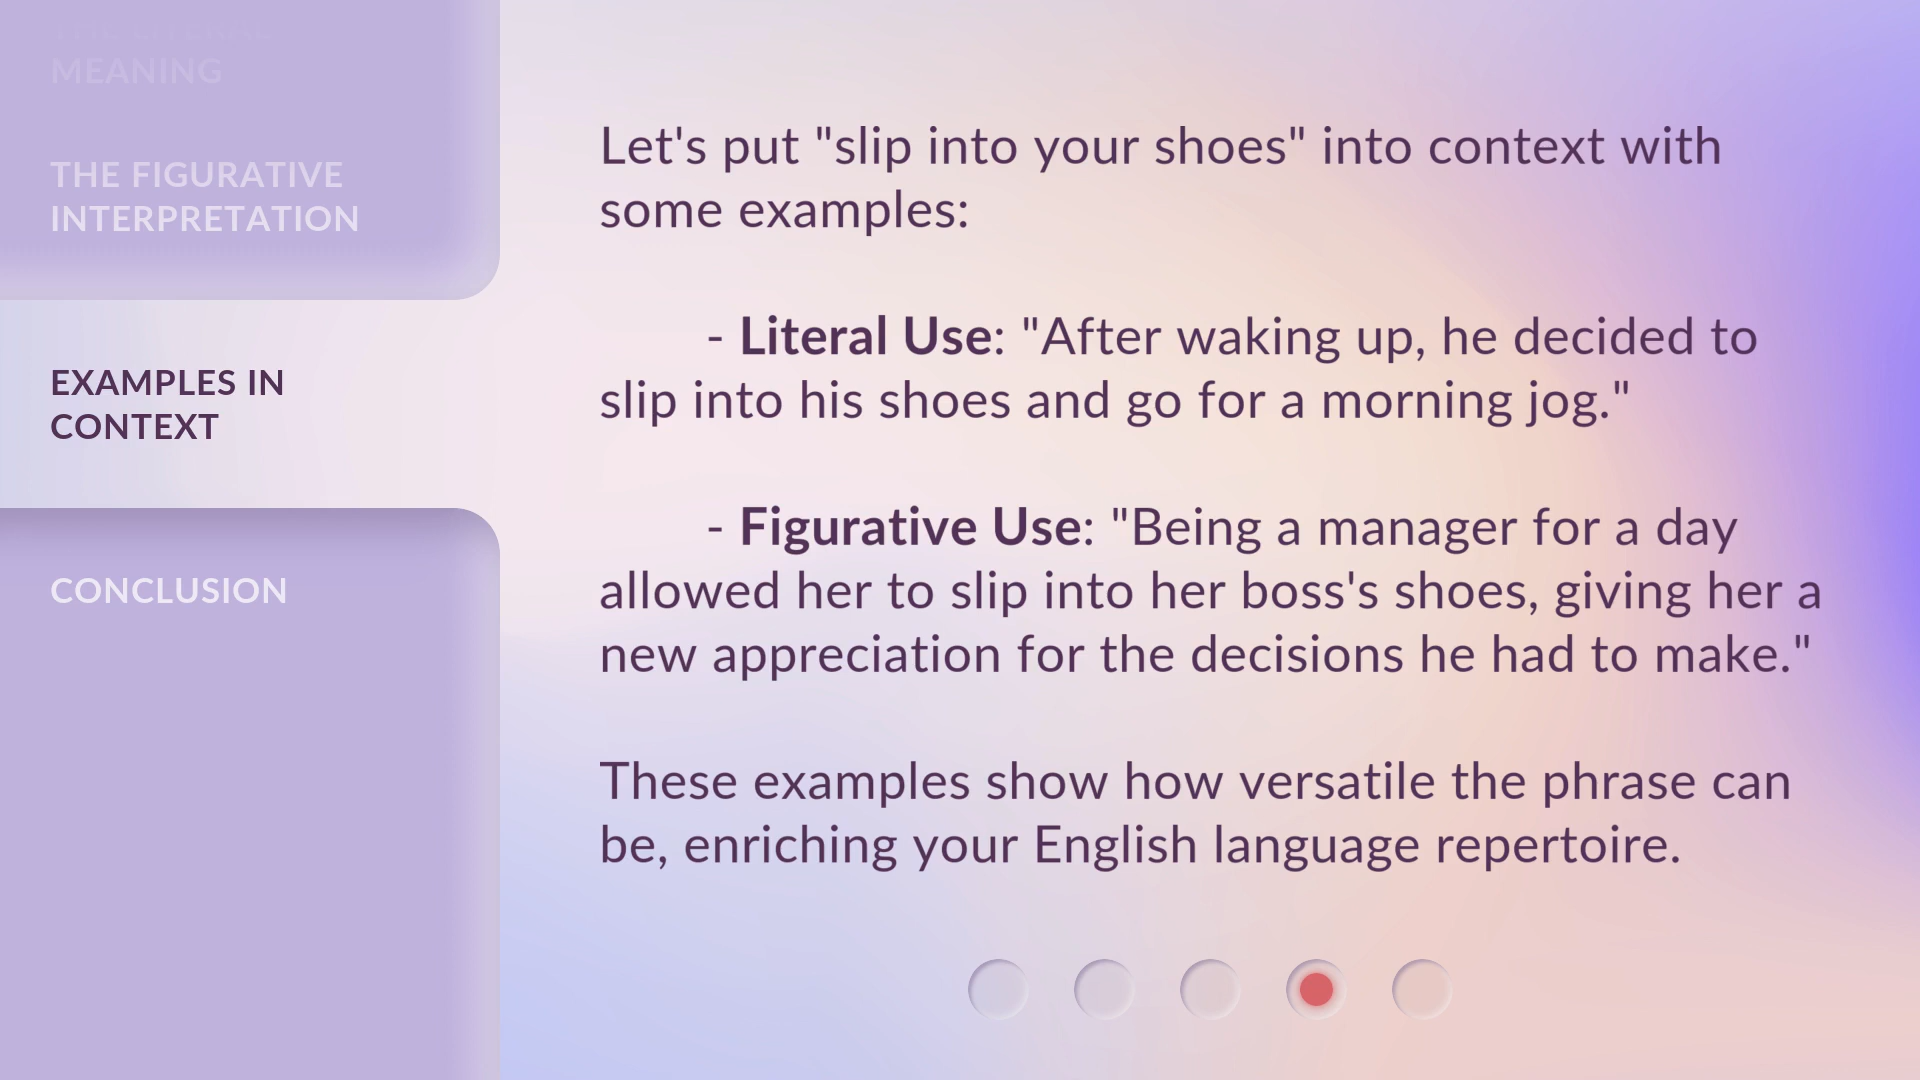 MEANING
THE FIGURATIVE
INTERPRETATION
EXAMPLES IN
CONTEXT
CONCLUSION
Let's put "slip into your shoes" into context with
some examples:
- Literal Use: "After waking up, he decided to
slip into his shoes and go for a morning jog."
- Figurative Use: "Being a manager for a day
allowed her to slip into her boss's shoes, giving her a
new appreciation for the decisions he had to make."
These examples show how versatile the phrase can
be, enriching your English language repertoire.